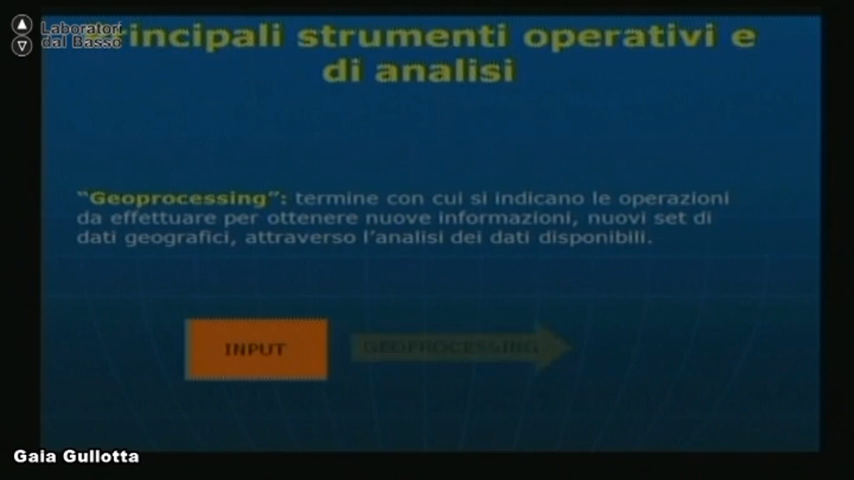 Laboratori
dal Basso
Principali strumenti operativi e
di analisi
"Geoprocessing": termine con cui si indicano le operazioni
da effettuare per ottenere nuove informazioni, nuovi set di
dati geografici, attraverso l'analisi dei dati disponibili.
INPUT
GEOPROCESSING
Gaia Gullotta